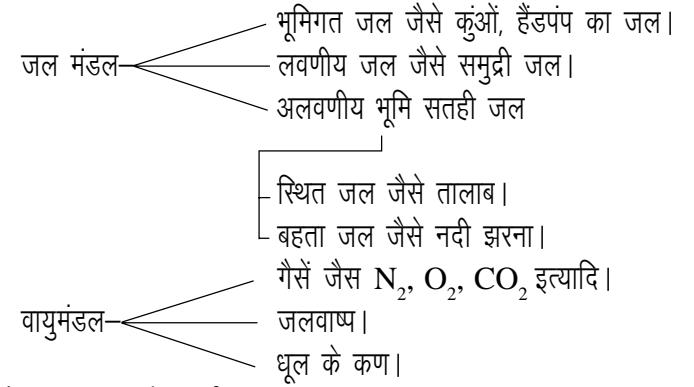 भूमिगत जल जैसे कुंओं, हैंडपंप का जल।
जल मंडल
लवणीय जल जैसे समुद्री जल।
अलवणीय भूमि सतही जल
स्थित जल जैसे तालाब।
बहता जल जैसे नदी झरना।
गैसें जैस N₂, O₂, CO₂ इत्यादि।
वायुमंडल
जलवाष्प।
धूल के कण।